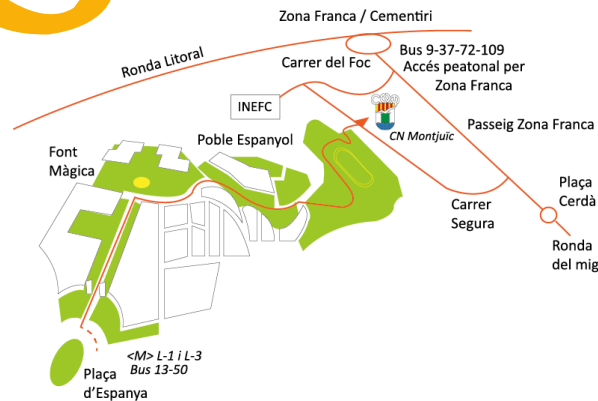 Zona Franca / Cementiri
Ronda Litoral
Carrer del Foc
Bus 9-37-72-109
Accés peatonal per
Zona Franca
INEFC
CN Montjuïc
Passeig Zona Franca
Poble Espanyol
Font
Màgica
Plaça
Cerdà
Carrer
Segura
Ronda
del mig
<M> L-1 i L-3
Bus 13-50
Plaça
d'Espanya